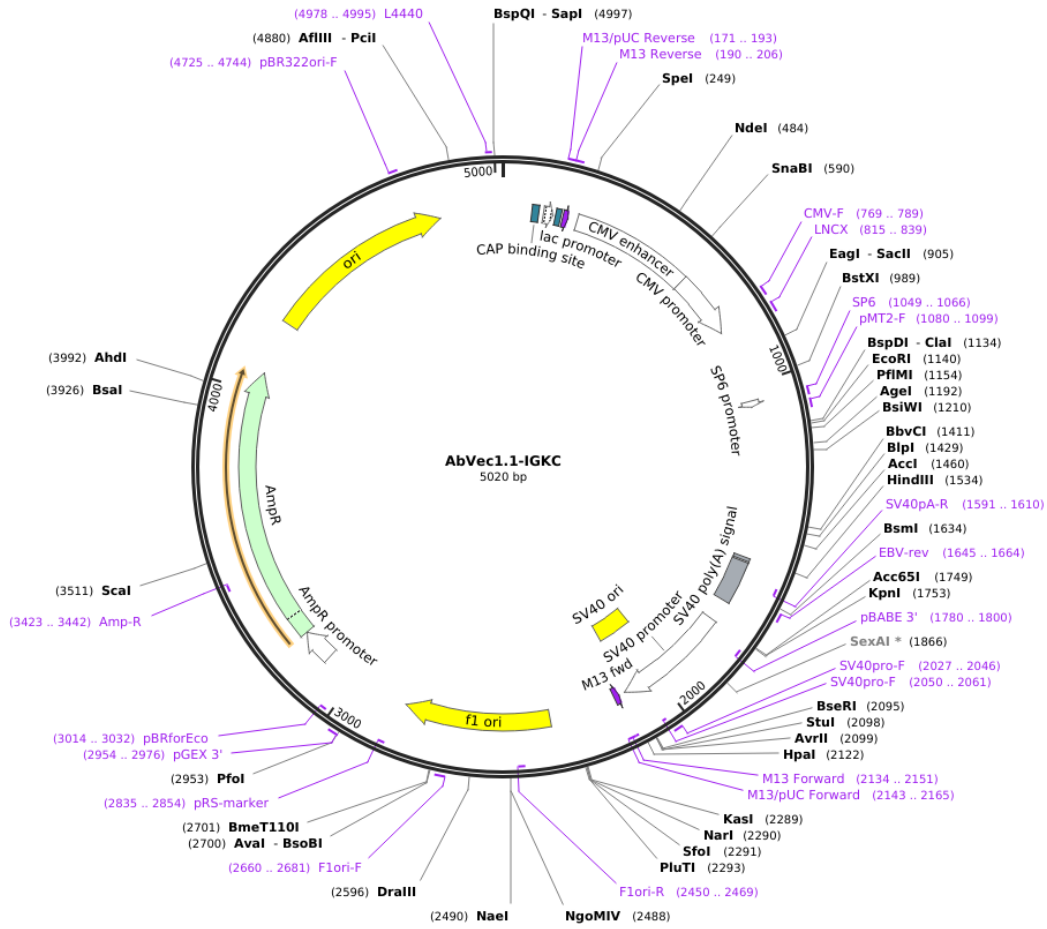 (4978 .. 4995) L4440
BspQI - SapI (4997)
(4880) AflIII - PciI
M13/pUC Reverse (171 .. 193)
(4725 .. 4744) pBR322ori-F
M13 Reverse (190 .. 206)
SpeI (249)
NdeI (484)
SnaBI (590)
5000
CMV-F (769 .. 789)
LNCX (815 .. 839)
EagI - SacII (905)
BstXI (989)
SP6 (1049 .. 1066)
pMT2-F (1080 .. 1099)
BspDI - ClaI (1134)
EcoRI (1140)
PflMI (1154)
AgeI (1192)
BsiWI (1210)
BbvCI (1411)
BlpI (1429)
AccI (1460)
HindIII (1534)
SV40pA-R (1591 .. 1610)
BsmI (1634)
EBV-rev (1645 .. 1664)
Acc65I (1749)
KpnI (1753)
pBABE 3' (1780 .. 1800)
SexAI * (1866)
SV40pro-F (2027 .. 2046)
SV40pro-F (2050 .. 2061)
BseRI (2095)
StuI (2098)
AvrII (2099)
HpaI (2122)
M13 Forward (2134 .. 2151)
M13/pUC Forward (2143 .. 2165)
KasI (2289)
NarI (2290)
SfoI (2291)
PluTI (2293)
F1ori-R (2450 .. 2469)
NgoMIV (2488)
(2490) NaeI
(2596) DraIII
(2660 .. 2681) F1ori-F
(2700) AvaI - BsoBI
(2701) BmeT110I
(2835 .. 2854) pRS-marker
(2953) PfoI
(2954 .. 2976) pGEX 3'
(3014 .. 3032) pBRforEco
(3423 .. 3442) Amp-R
(3511) ScaI
(3926) BsaI
(3992) AhdI
1000
2000
3000
4000
ori
CAP binding site
lac promoter
CMV enhancer
CMV promoter
SP6 promoter
AbVec1.1-IGKC
5020 bp
SV40 poly(A) signal
SV40 ori
SV40 promoter
M13 fwd
f1 ori
AmpR promoter
AmpR